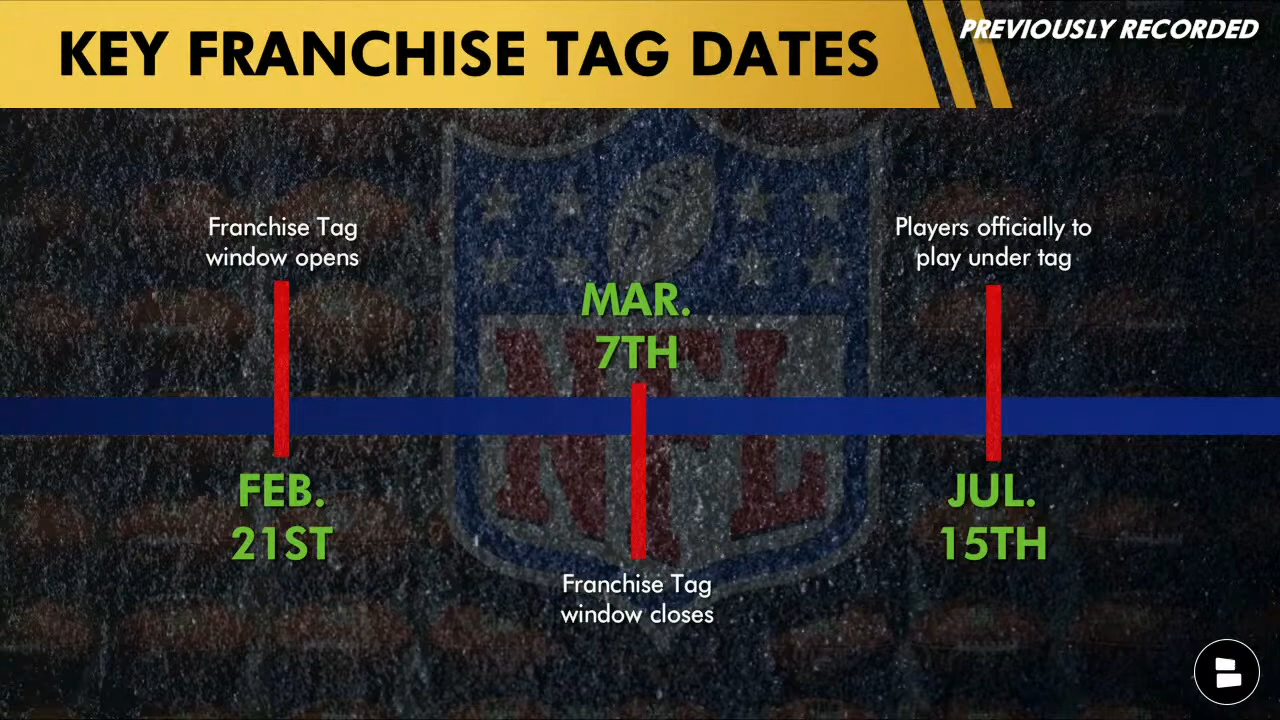 KEY FRANCHISE TAG DATES
PREVIOUSLY RECORDED
Franchise Tag
window opens
FEB.
21ST
MAR.
7TH
Franchise Tag
window closes
Players officially to
play under tag
JUL.
15TH
NFL